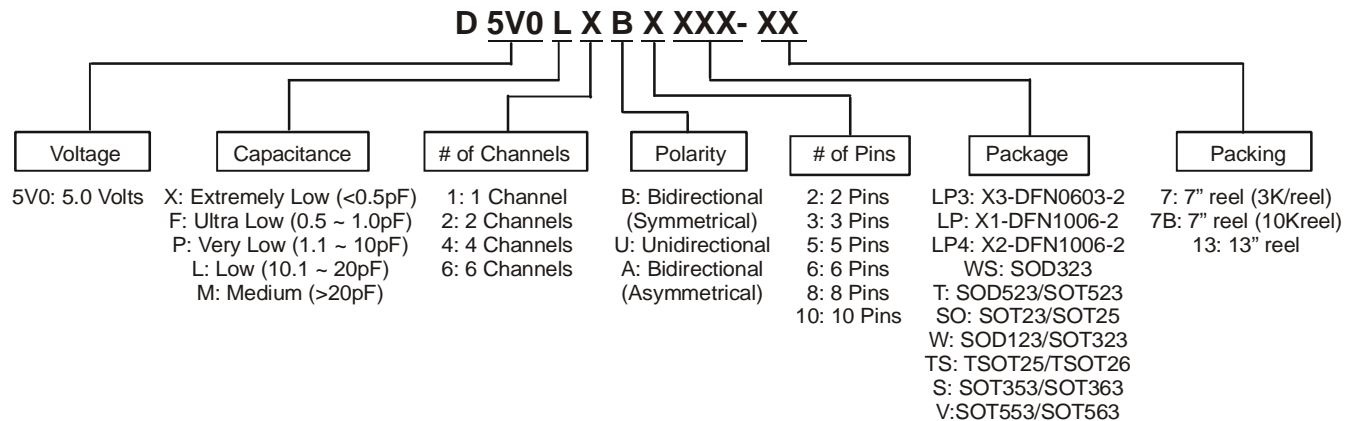 D 5V0 L X B X XXX- XX
Voltage
5V0: 5.0 Volts
Capacitance
X: Extremely Low (<0.5pF)
F: Ultra Low (0.5 ~ 1.0pF)
P: Very Low (1.1 ~ 10pF)
L: Low (10.1 ~ 20pF)
M: Medium (>20pF)
# of Channels
1: 1 Channel
2: 2 Channels
4: 4 Channels
6: 6 Channels
Polarity
B: Bidirectional
(Symmetrical)
U: Unidirectional
A: Bidirectional
(Asymmetrical)
# of Pins
2: 2 Pins
3: 3 Pins
5: 5 Pins
6: 6 Pins
8: 8 Pins
10: 10 Pins
Package
LP3: X3-DFN0603-2
LP: X1-DFN1006-2
LP4: X2-DFN1006-2
WS: SOD323
T: SOD523/SOT523
SO: SOT23/SOT25
W: SOD123/SOT323
TS: TSOT25/TSOT26
S: SOT353/SOT363
V:SOT553/SOT563
Packing
7: 7” reel (3K/reel)
7B: 7” reel (10Kreel)
13: 13” reel